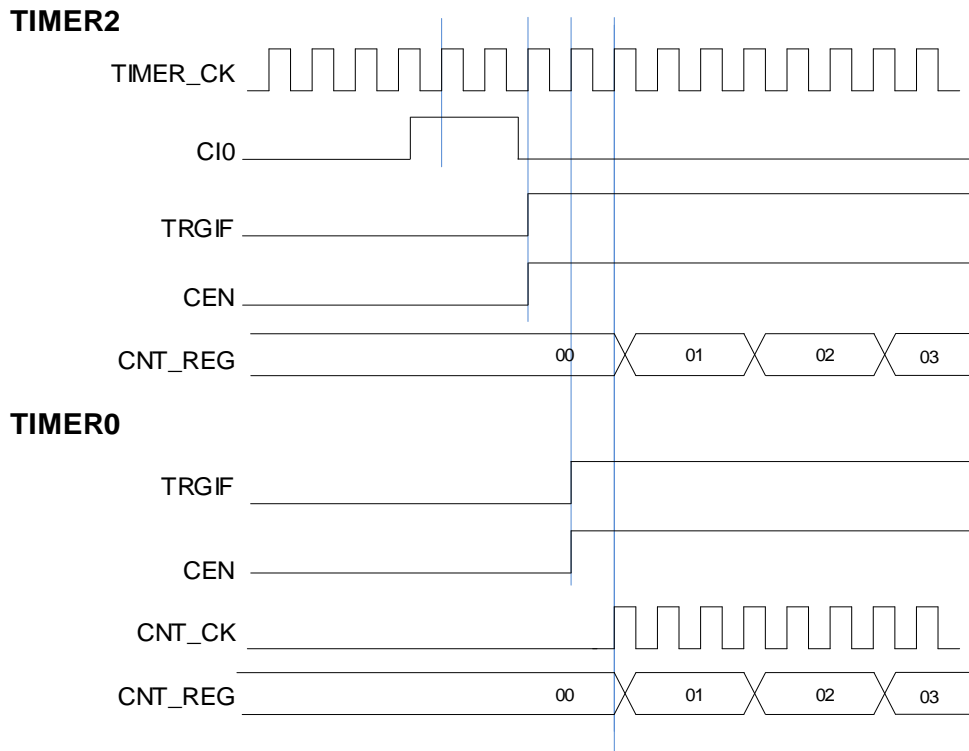 TIMER2
TIMER_CK
CI0
TRGIF
CEN
CNT_REG 00 01 02 03
TIMER0
TRGIF
CEN
CNT_CK
CNT_REG 00 01 02 03